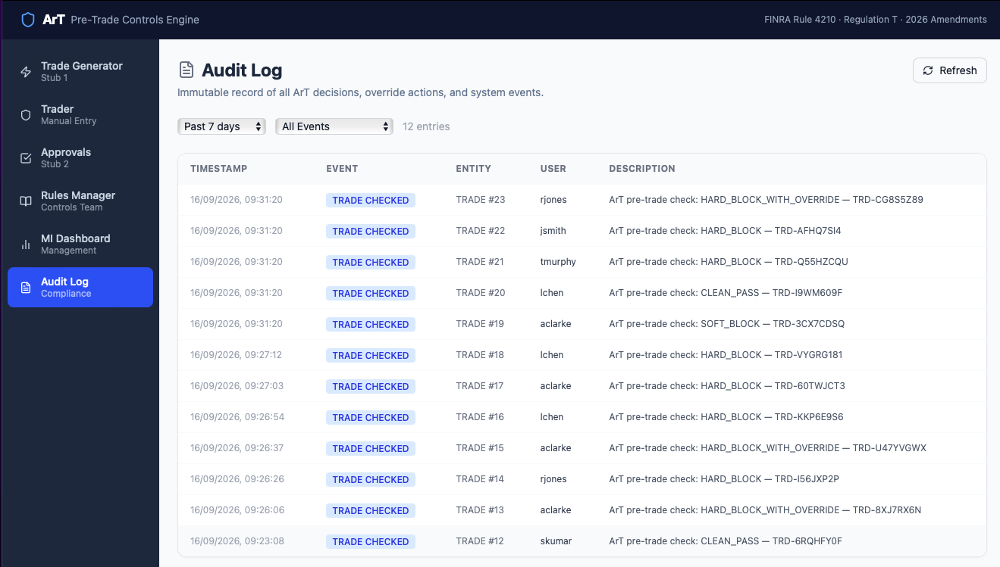 ArT Pre-Trade Controls Engine
FINRA Rule 4210 · Regulation T · 2026 Amendments
Trade Generator
Stub 1
Trader
Manual Entry
Approvals
Stub 2
Rules Manager
Controls Team
MI Dashboard
Management
Audit Log
Compliance
Audit Log
Refresh
Immutable record of all ArT decisions, override actions, and system events.
Past 7 days All Events 12 entries
TIMESTAMP EVENT ENTITY USER DESCRIPTION
16/09/2026, 09:31:20 TRADE CHECKED TRADE #23 rjones ArT pre-trade check: HARD_BLOCK_WITH_OVERRIDE — TRD-CG8S5Z89
16/09/2026, 09:31:20 TRADE CHECKED TRADE #22 jsmith ArT pre-trade check: HARD_BLOCK — TRD-AFHQ7SI4
16/09/2026, 09:31:20 TRADE CHECKED TRADE #21 tmurphy ArT pre-trade check: HARD_BLOCK — TRD-Q55HZCQU
16/09/2026, 09:31:20 TRADE CHECKED TRADE #20 lchen ArT pre-trade check: CLEAN_PASS — TRD-I9WM609F
16/09/2026, 09:31:20 TRADE CHECKED TRADE #19 aclarke ArT pre-trade check: SOFT_BLOCK — TRD-3CX7CDSQ
16/09/2026, 09:27:12 TRADE CHECKED TRADE #18 lchen ArT pre-trade check: HARD_BLOCK — TRD-VYGRG181
16/09/2026, 09:27:03 TRADE CHECKED TRADE #17 aclarke ArT pre-trade check: HARD_BLOCK — TRD-60TWJCT3
16/09/2026, 09:26:54 TRADE CHECKED TRADE #16 lchen ArT pre-trade check: HARD_BLOCK — TRD-KKP6E9S6
16/09/2026, 09:26:37 TRADE CHECKED TRADE #15 aclarke ArT pre-trade check: HARD_BLOCK_WITH_OVERRIDE — TRD-U47YVGWX
16/09/2026, 09:26:26 TRADE CHECKED TRADE #14 rjones ArT pre-trade check: HARD_BLOCK — TRD-I56JXP2P
16/09/2026, 09:26:06 TRADE CHECKED TRADE #13 aclarke ArT pre-trade check: HARD_BLOCK_WITH_OVERRIDE — TRD-8XJ7RX6N
16/09/2026, 09:23:08 TRADE CHECKED TRADE #12 skumar ArT pre-trade check: CLEAN_PASS — TRD-6RQHFY0F